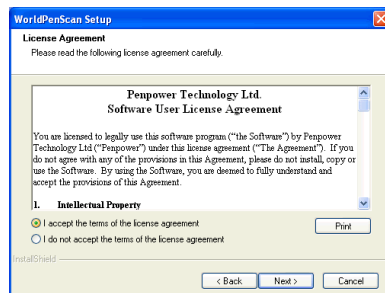 WorldPenScan Setup
License Agreement
Please read the following license agreement carefully.
Penpower Technology Ltd.
Software User License Agreement
You are licensed to legally use this software program (“the Software”) by Penpower
Technology Ltd (“Penpower”) under this license agreement (“The Agreement”). If you
do not agree with any of the provisions in this Agreement, please do not install, copy or
use the Software. By using the Software, you are deemed to fully understand and
accept the provisions of this Agreement.
1. Intellectual Property
I accept the terms of the license agreement
Print
I do not accept the terms of the license agreement
InstallShield
< Back
Next >
Cancel